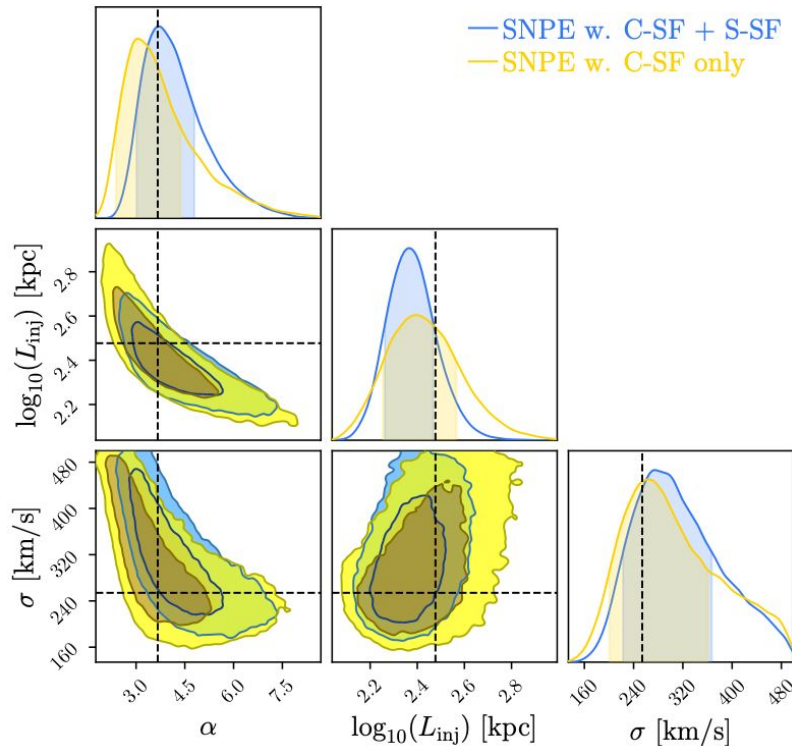 SNPE w. C-SF + S-SF
SNPE w. C-SF only
log₁₀(L_inj) [kpc]
2.8
2.6
2.4
2.2
σ [km/s]
480
400
320
240
160
3.0 4.5 6.0 7.5
2.2 2.4 2.6 2.8
160 240 320 400 480
α
log₁₀(L_inj) [kpc]
σ [km/s]